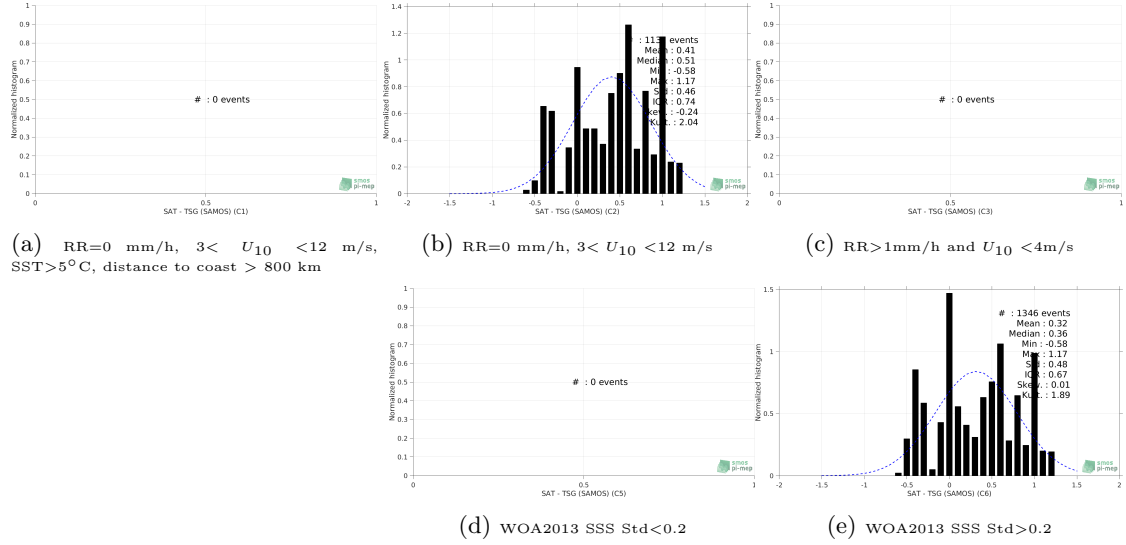 1
0.9
0.8
0.7
0.6
0.5
0.4
0.3
0.2
0.1
0
Normalized histogram
# : 0 events
0 0.5 1
SAT - TSG (SAMOS) (C1)
smos
pi-mep
(a) RR=0 mm/h, 3< U10 <12 m/s,
SST>5°C, distance to coast > 800 km
1.4
1.2
1
0.8
0.6
0.4
0.2
0
Normalized histogram
events
Mean : 0.41
Median : 0.51
Min : -0.58
Max : 1.17
Std : 0.46
IQR : 0.74
Skew. : -0.24
Kurt. : 2.04
-2 -1.5 -1 -0.5 0 0.5 1 1.5 2
SAT - TSG (SAMOS) (C2)
smos
pi-mep
(b) RR=0 mm/h, 3< U10 <12 m/s
1
0.9
0.8
0.7
0.6
0.5
0.4
0.3
0.2
0.1
0
Normalized histogram
# : 0 events
0 0.5 1
SAT - TSG (SAMOS) (C3)
smos
pi-mep
(c) RR>1mm/h and U10 <4m/s
1
0.9
0.8
0.7
0.6
0.5
0.4
0.3
0.2
0.1
0
Normalized histogram
# : 0 events
0 0.5 1
SAT - TSG (SAMOS) (C5)
smos
pi-mep
(d) WOA2013 SSS Std<0.2
1.5
1
0.5
0
Normalized histogram
# : 1346 events
Mean : 0.32
Median : 0.36
Min : -0.58
Max : 1.17
Std : 0.48
IQR : 0.67
Skew. : 0.01
Kurt. : 1.89
-2 -1.5 -1 -0.5 0 0.5 1 1.5 2
SAT - TSG (SAMOS) (C6)
smos
pi-mep
(e) WOA2013 SSS Std>0.2